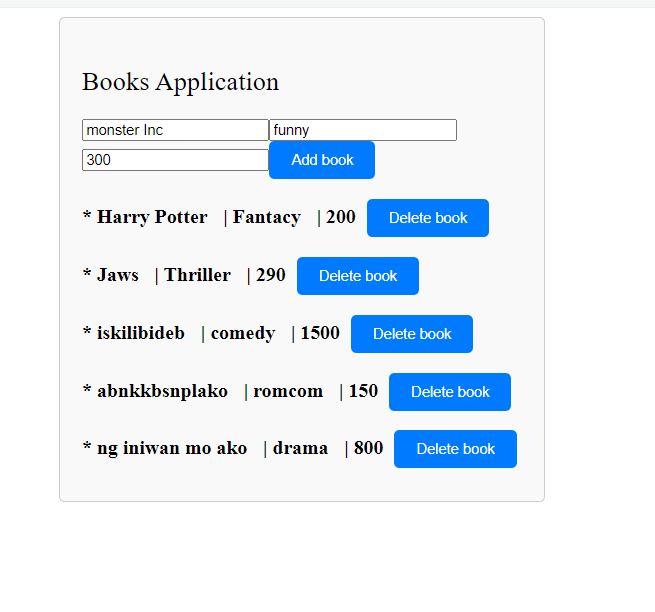 Books Application
monster Inc funny
300 Add book
* Harry Potter | Fantacy | 200 Delete book
* Jaws | Thriller | 290 Delete book
* iskilibideb | comedy | 1500 Delete book
* abnkkbsnplako | romcom | 150 Delete book
* ng iniwan mo ako | drama | 800 Delete book